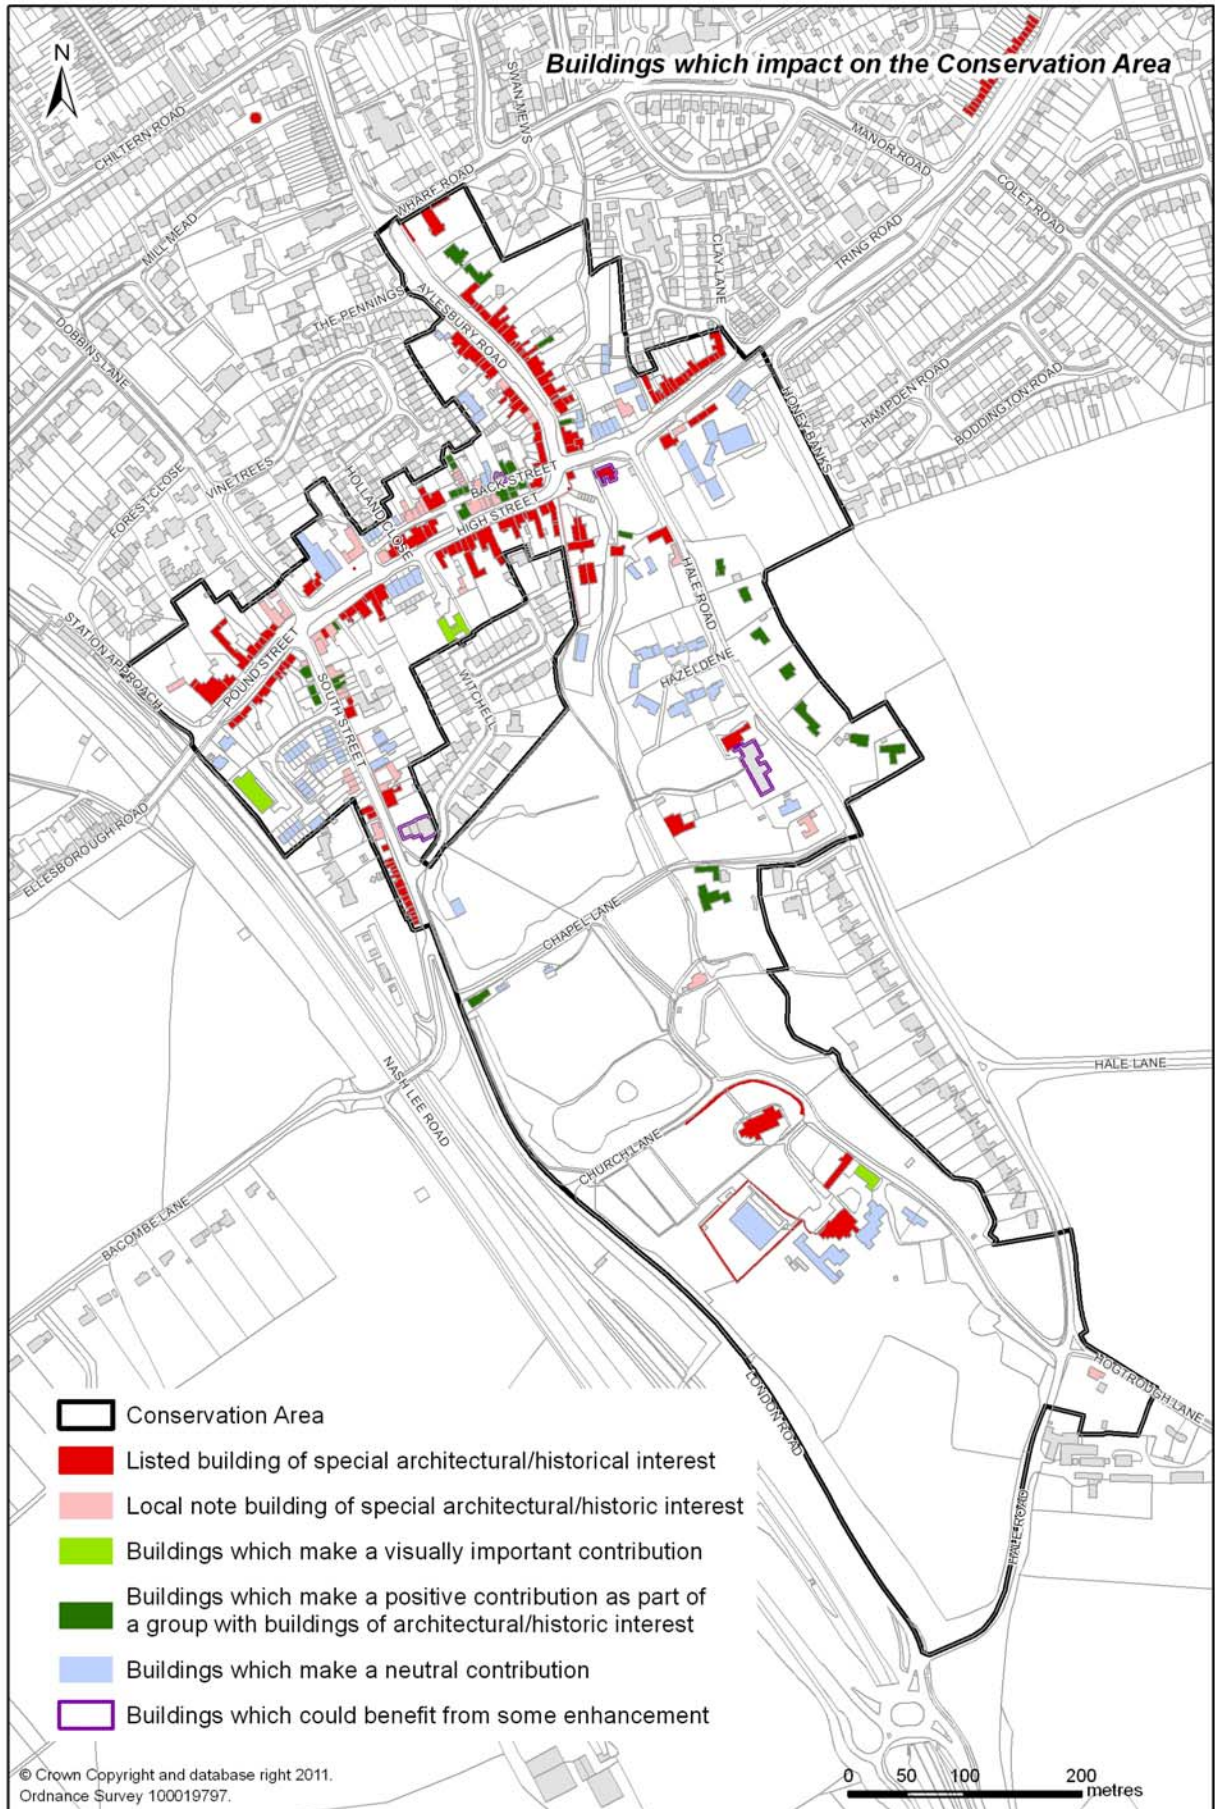 N
Buildings which impact on the Conservation Area
SWAN MEWS
CHILTERN ROAD
MANOR ROAD
COLET ROAD
WHARF ROAD
MILL MEAD
TRING ROAD
CLAY LANE
THE PENNINGS
AYLESBURY ROAD
DOBBINS LANE
HONEY BANKS
HAMPDEN ROAD
BODDINGTON ROAD
VINETREES
FOREST CLOSE
HOLLAND CLOSE
BACK STREET
HIGH STREET
HALE ROAD
STATION APPROACH
POUND STREET
SOUTH STREET
WITCHELL
HAZELDENE
ELLESBOROUGH ROAD
CHAPEL LANE
NASH LEE ROAD
HALE LANE
CHURCH LANE
BACOMBE LANE
LONDON ROAD
HOGTROUGH LANE
HALE ROAD
Conservation Area
Listed building of special architectural/historical interest
Local note building of special architectural/historic interest
Buildings which make a visually important contribution
Buildings which make a positive contribution as part of
a group with buildings of architectural/historic interest
Buildings which make a neutral contribution
Buildings which could benefit from some enhancement
© Crown Copyright and database right 2011.
Ordnance Survey 100019797.
0 50 100 200
metres